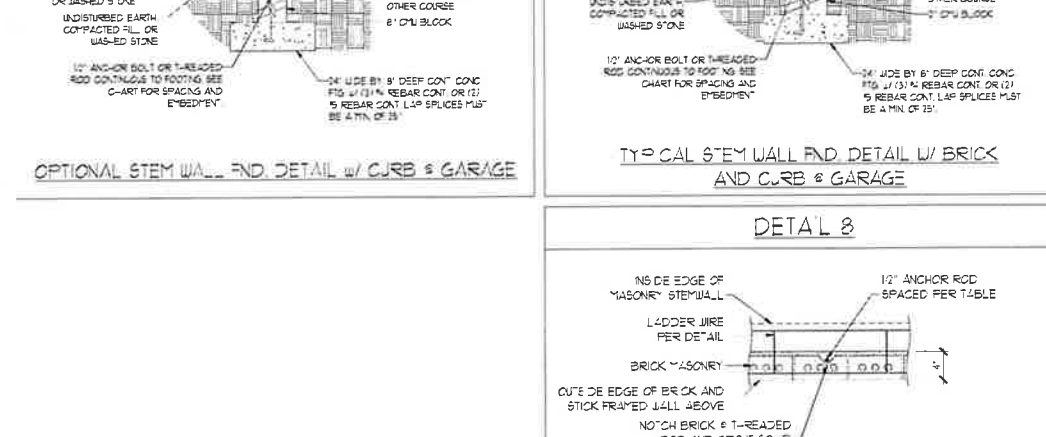 UNDISTURBED EARTH
COMPACTED FILL OR
WASHED STONE
OTHER COURSE
8" CMU BLOCK
1/2" ANCHOR BOLT OR THREADED
ROD CONTINUOUS TO FOOTING SEE
CHART FOR SPACING AND
EMBEDMENT
24" WIDE BY 8" DEEP CONT. CONC
FTG W/ (3) REBAR CONT. OR (2)
REBAR CONT. LAP SPLICES MUST
BE A MIN. OF 25".
OPTIONAL STEM WALL FND. DETAIL W/ CURB @ GARAGE
COMPACTED FILL OR
WASHED STONE
CMU BLOCK
1/2" ANCHOR BOLT OR THREADED
ROD CONTINUOUS TO FOOTING SEE
CHART FOR SPACING AND
EMBEDMENT
24" WIDE BY 8" DEEP CONT. CONC.
FTG. W/ (3) REBAR CONT. OR (2)
REBAR CONT. LAP SPLICES MUST
BE A MIN. OF 25".
TYPICAL STEM WALL FND. DETAIL W/ BRICK
AND CURB @ GARAGE
DETAIL 8
INSIDE EDGE OF
MASONRY STEMWALL
1/2" ANCHOR ROD
SPACED PER TABLE
LADDER WIRE
PER DETAIL
BRICK MASONRY
4"
OUTSIDE EDGE OF BRICK AND
STICK FRAMED WALL ABOVE
NOTCH BRICK @ THREADED